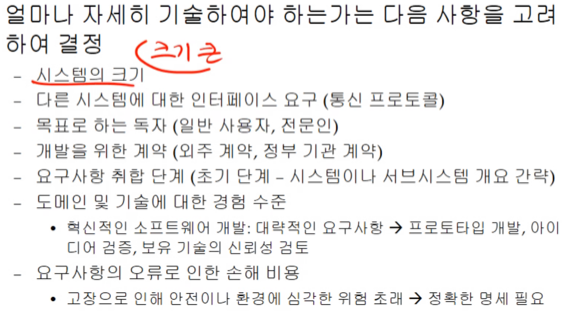 얼마나 자세히 기술하여야 하는가는 다음 사항을 고려
하여 결정
크기 큰
– 시스템의 크기
– 다른 시스템에 대한 인터페이스 요구 (통신 프로토콜)
– 목표로 하는 독자 (일반 사용자, 전문인)
– 개발을 위한 계약 (외주 계약, 정부 기관 계약)
– 요구사항 취합 단계 (초기 단계 – 시스템이나 서브시스템 개요 간략)
– 도메인 및 기술에 대한 경험 수준
• 혁신적인 소프트웨어 개발: 대략적인 요구사항 → 프로토타입 개발, 아이
디어 검증, 보유 기술의 신뢰성 검토
– 요구사항의 오류로 인한 손해 비용
• 고장으로 인해 안전이나 환경에 심각한 위험 초래 → 정확한 명세 필요